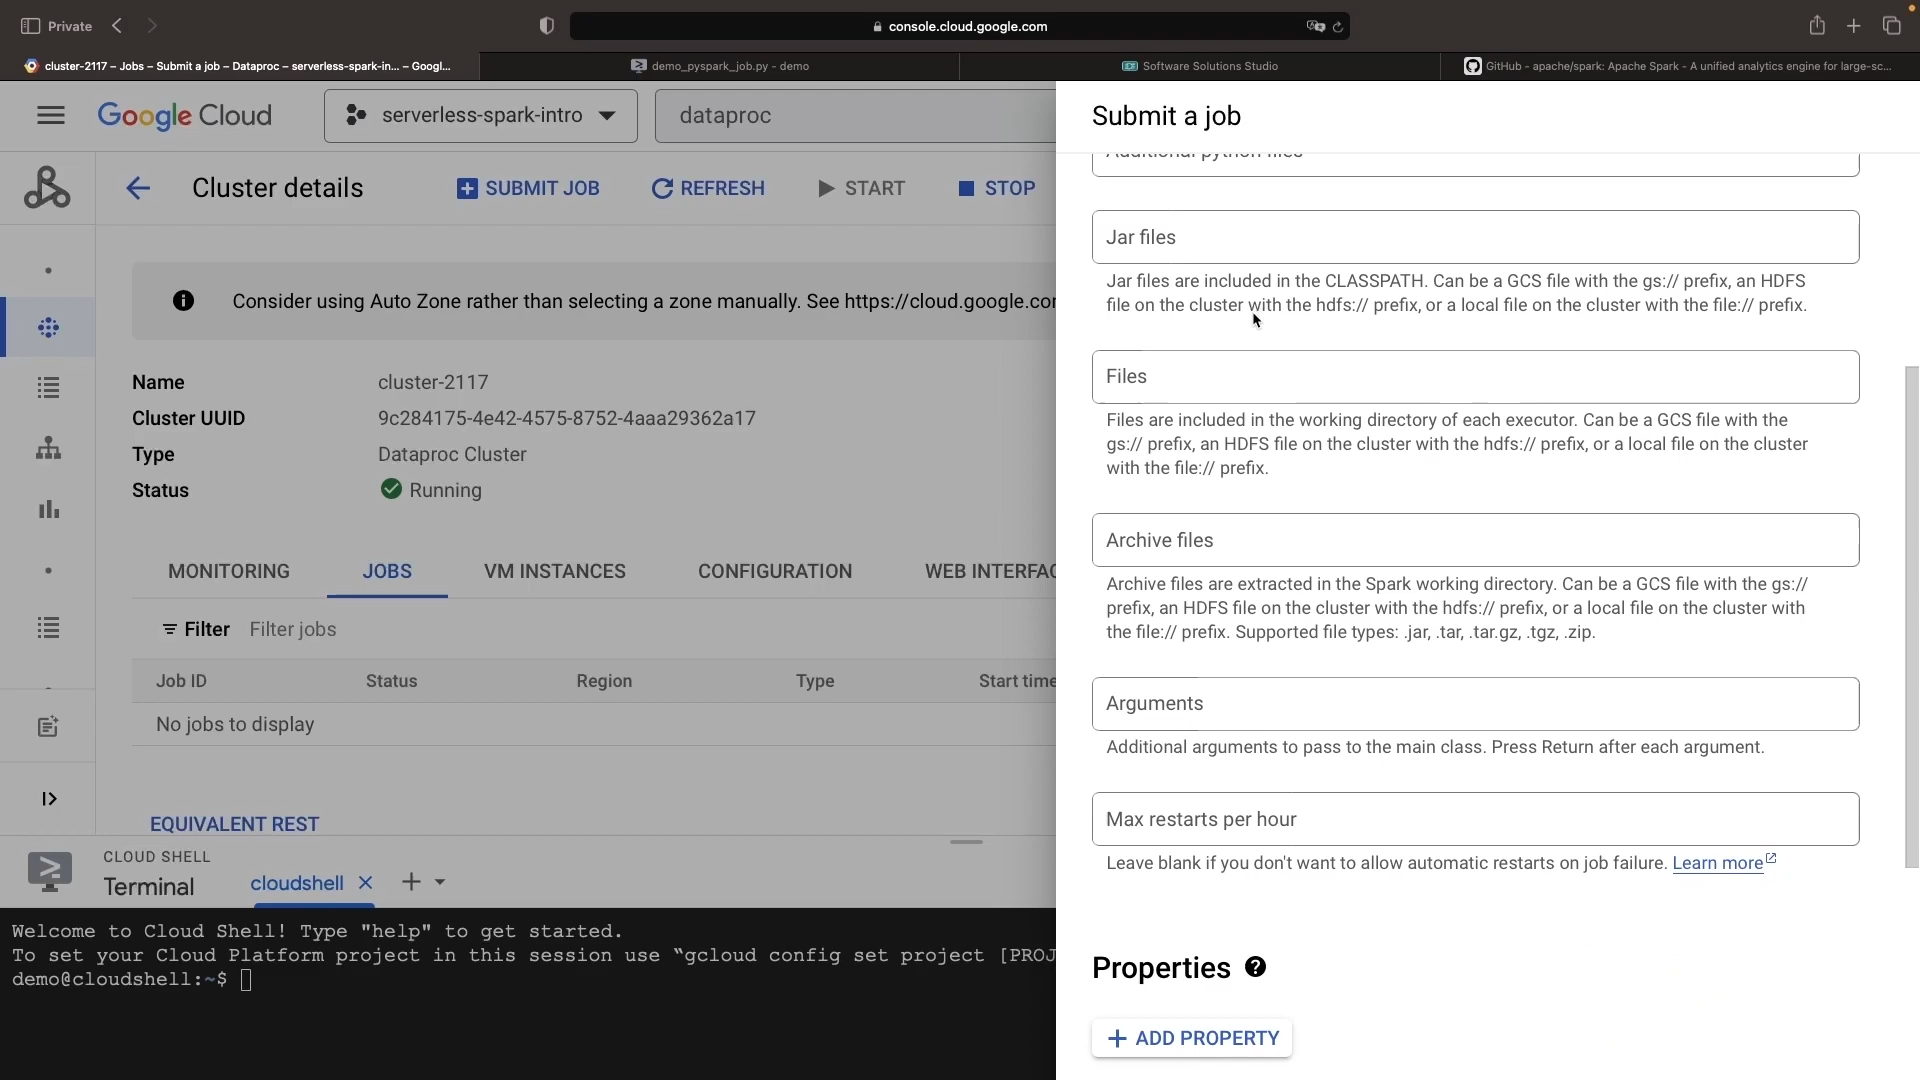 Private
console.cloud.google.com
cluster-2117 – Jobs – Submit a job – Dataproc – serverless-spark-in... – Googl...
demo_pyspark_job.py - demo
Software Solutions Studio
GitHub - apache/spark: Apache Spark - A unified analytics engine for large-sc...
Google Cloud
serverless-spark-intro
dataproc
Cluster details
SUBMIT JOB
REFRESH
START
STOP
Consider using Auto Zone rather than selecting a zone manually. See https://cloud.google.com
Name
cluster-2117
Cluster UUID
9c284175-4e42-4575-8752-4aaa29362a17
Type
Dataproc Cluster
Status
Running
MONITORING
JOBS
VM INSTANCES
CONFIGURATION
WEB INTERFAC
Filter
Filter jobs
Job ID
Status
Region
Type
Start time
No jobs to display
EQUIVALENT REST
CLOUD SHELL
Terminal
cloudshell
Welcome to Cloud Shell! Type "help" to get started.
To set your Cloud Platform project in this session use “gcloud config set project [PROJ
demo@cloudshell:~$
Submit a job
Additional python files
Jar files
Jar files are included in the CLASSPATH. Can be a GCS file with the gs:// prefix, an HDFS
file on the cluster with the hdfs:// prefix, or a local file on the cluster with the file:// prefix.
Files
Files are included in the working directory of each executor. Can be a GCS file with the
gs:// prefix, an HDFS file on the cluster with the hdfs:// prefix, or a local file on the cluster
with the file:// prefix.
Archive files
Archive files are extracted in the Spark working directory. Can be a GCS file with the gs://
prefix, an HDFS file on the cluster with the hdfs:// prefix, or a local file on the cluster with
the file:// prefix. Supported file types: .jar, .tar, .tar.gz, .tgz, .zip.
Arguments
Additional arguments to pass to the main class. Press Return after each argument.
Max restarts per hour
Leave blank if you don't want to allow automatic restarts on job failure. Learn more
Properties
ADD PROPERTY